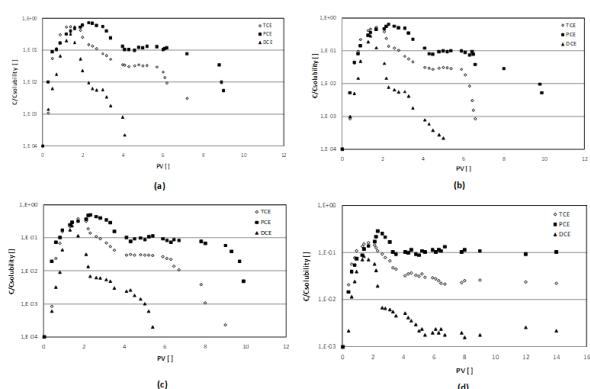 1,E+00
1,E-01
1,E-02
1,E-03
1,E-04
C/Csolubility [ ]
0 2 4 6 8 10 12
PV [ ]
TCE
PCE
DCE
(a)
1,E+00
1,E-01
1,E-02
1,E-03
1,E-04
C/Csolubility [ ]
0 2 4 6 8 10 12
PV [ ]
TCE
PCE
DCE
(b)
1,E+00
1,E-01
1,E-02
1,E-03
1,E-04
C/Csolubility [ ]
0 2 4 6 8 10 12
PV [ ]
TCE
PCE
DCE
(c)
1,E+00
1,E-01
1,E-02
1,E-03
C/Csolubility [ ]
0 2 4 6 8 10 12 14 16
PV [ ]
TCE
PCE
DCE
(d)